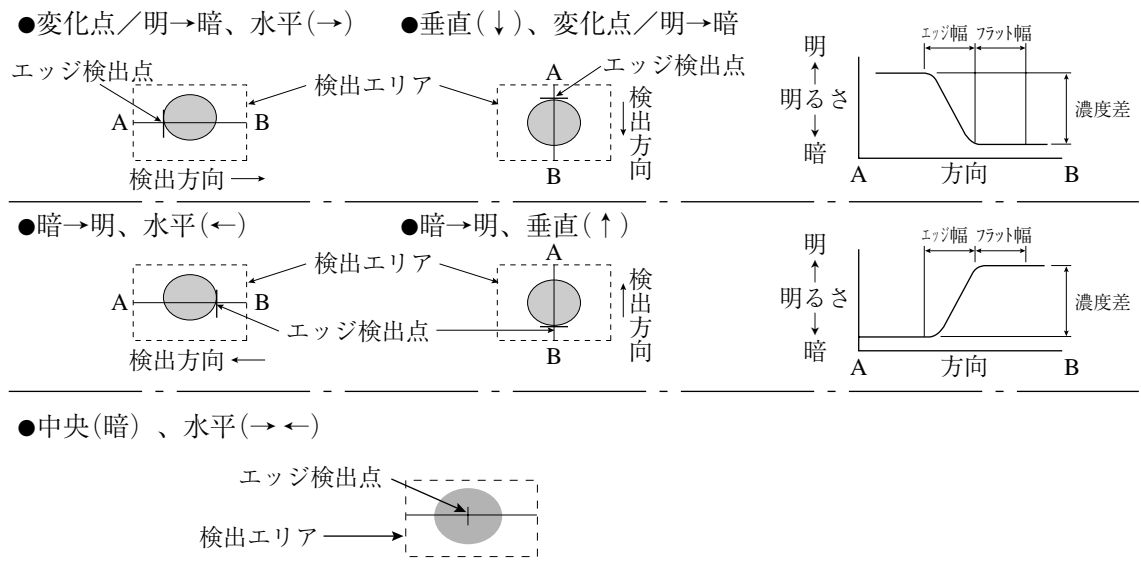 ●変化点／明→暗、水平(→)
エッジ検出点
検出エリア
A
B
検出方向 →
●垂直(↓)、変化点／明→暗
エッジ検出点
A
B
検出方向
明
↑
明るさ
↓
暗
エッジ幅
フラット幅
濃度差
A
方向
B
●暗→明、水平(←)
検出エリア
A
B
エッジ検出点
検出方向 ←
●暗→明、垂直(↑)
A
B
検出方向
明
↑
明るさ
↓
暗
エッジ幅
フラット幅
濃度差
A
方向
B
●中央(暗) 、水平(→ ←)
エッジ検出点
検出エリア